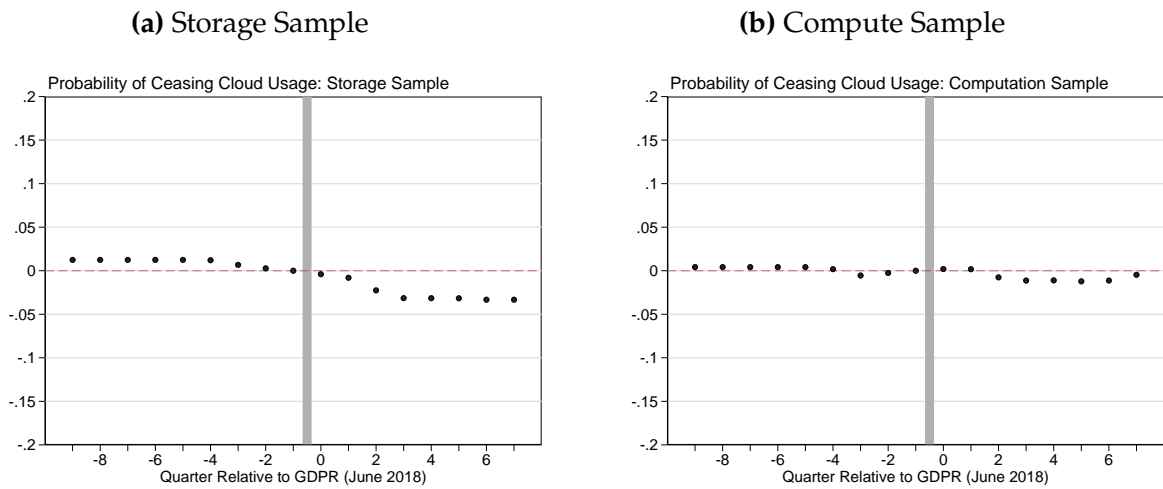 (a) Storage Sample
Probability of Ceasing Cloud Usage: Storage Sample
.2
.15
.1
.05
0
-.05
-.1
-.15
-.2
-8 -6 -4 -2 0 2 4 6
Quarter Relative to GDPR (June 2018)
(b) Compute Sample
Probability of Ceasing Cloud Usage: Computation Sample
.2
.15
.1
.05
0
-.05
-.1
-.15
-.2
-8 -6 -4 -2 0 2 4 6
Quarter Relative to GDPR (June 2018)